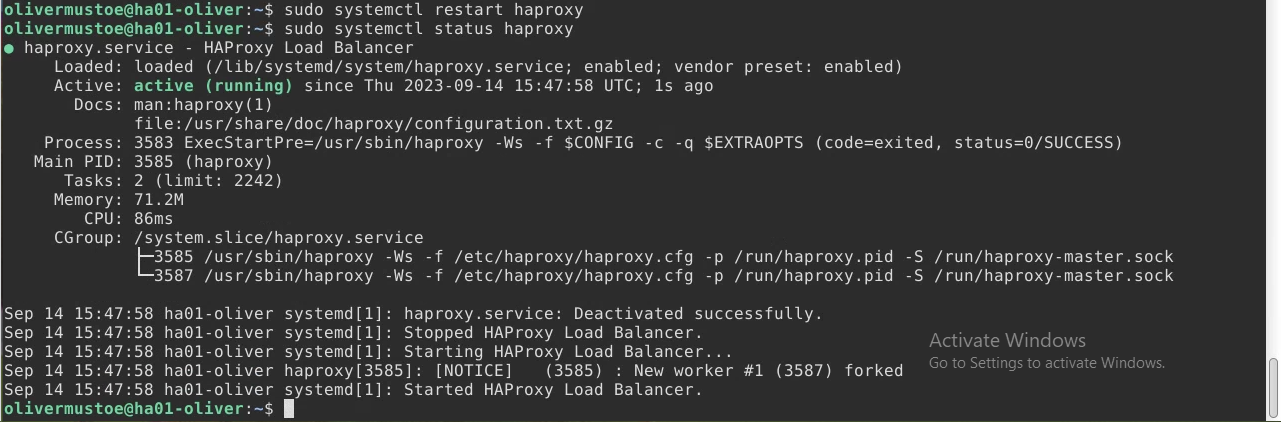 olivermustoe@ha01-oliver:~$ sudo systemctl restart haproxy
olivermustoe@ha01-oliver:~$ sudo systemctl status haproxy
● haproxy.service - HAProxy Load Balancer
     Loaded: loaded (/lib/systemd/system/haproxy.service; enabled; vendor preset: enabled)
     Active: active (running) since Thu 2023-09-14 15:47:58 UTC; 1s ago
       Docs: man:haproxy(1)
             file:/usr/share/doc/haproxy/configuration.txt.gz
    Process: 3583 ExecStartPre=/usr/sbin/haproxy -Ws -f $CONFIG -c -q $EXTRAOPTS (code=exited, status=0/SUCCESS)
   Main PID: 3585 (haproxy)
      Tasks: 2 (limit: 2242)
     Memory: 71.2M
        CPU: 86ms
     CGroup: /system.slice/haproxy.service
             ├─3585 /usr/sbin/haproxy -Ws -f /etc/haproxy/haproxy.cfg -p /run/haproxy.pid -S /run/haproxy-master.sock
             └─3587 /usr/sbin/haproxy -Ws -f /etc/haproxy/haproxy.cfg -p /run/haproxy.pid -S /run/haproxy-master.sock

Sep 14 15:47:58 ha01-oliver systemd[1]: haproxy.service: Deactivated successfully.
Sep 14 15:47:58 ha01-oliver systemd[1]: Stopped HAProxy Load Balancer.
Sep 14 15:47:58 ha01-oliver systemd[1]: Starting HAProxy Load Balancer...
Sep 14 15:47:58 ha01-oliver haproxy[3585]: [NOTICE]   (3585) : New worker #1 (3587) forked
Sep 14 15:47:58 ha01-oliver systemd[1]: Started HAProxy Load Balancer.
olivermustoe@ha01-oliver:~$
Activate Windows
Go to Settings to activate Windows.